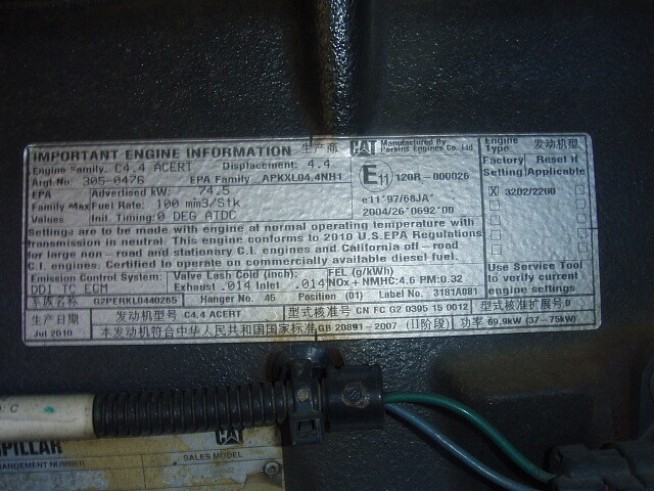 IMPORTANT ENGINE INFORMATION 生产商 CAT Manufactured By Perkins Engines Co. Ltd
Engine Family. C4.4 ACERT Displacement. 4.4
Argt.No: 305-0476 EPA Family APKXL04.4NH1
EPA Family Max Values
Advertised kW: 74.5
Fuel Rate: 100 mm3/Stk
Init. Timing: 0 DEG ATDC
E11 120R-000026
e11*97/68JA*
2004/26*0692*00
Settings are to be made with engine at normal operating temperature with
transmission in neutral. This engine conforms to 2010 U.S.EPA Regulations
for large non-road and stationary C.I. engines and California off-road
C.I. engines. Certified to operate on commercially available diesel fuel.
Emission Control System: DDI TC ECM
Valve Lash Cold (inch): Exhaust .014 Inlet .014
FEL (g/kWh) NOx+NMHC:4.6 PM:0.32
Engine Type 发动机型
Factory Setting Reset if Applicable
X 3202/2200
Use Service Tool
to verify current
engine settings
车族名称 G2PERKL0440265 Hanger No. 45 Position (01) Label No. 3181A081
生产日期 Jul 2010
发动机型号 C4.4 ACERT 型式核准号 CN FC G2 0395 15 0012 型式核准扩展号 0
本发动机符合中华人民共和国国家标准 GB 20891-2007 (II阶段) 功率 69.9kW (37-75kW)
: C
CAT
SALES MODEL